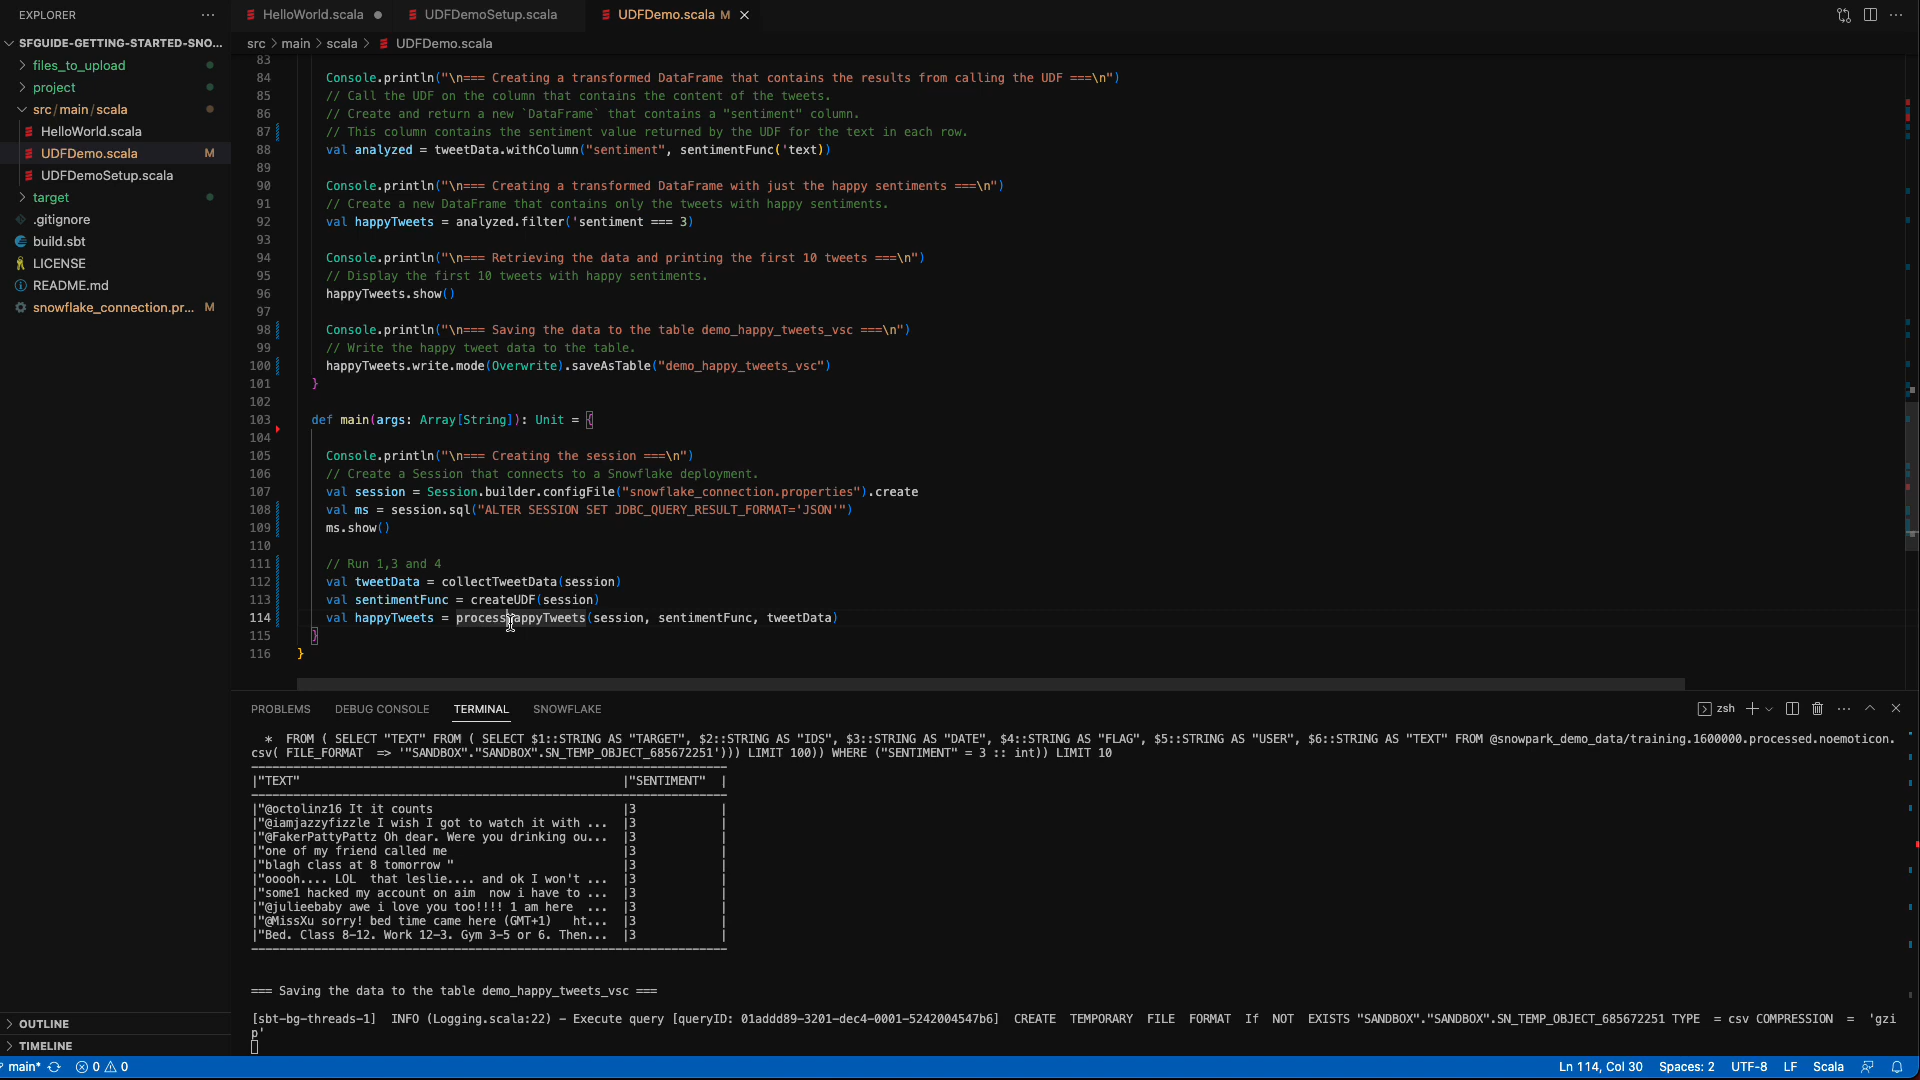 EXPLORER
HelloWorld.scala
UDFDemoSetup.scala
UDFDemo.scala M
SFGUIDE-GETTING-STARTED-SNO...
files_to_upload
project
src/main/scala
HelloWorld.scala
UDFDemo.scala M
UDFDemoSetup.scala
target
.gitignore
build.sbt
LICENSE
README.md
snowflake_connection.pr... M
OUTLINE
TIMELINE
src > main > scala > UDFDemo.scala
83
84 Console.println("\n=== Creating a transformed DataFrame that contains the results from calling the UDF ===\n")
85 // Call the UDF on the column that contains the content of the tweets.
86 // Create and return a new `DataFrame` that contains a "sentiment" column.
87 // This column contains the sentiment value returned by the UDF for the text in each row.
88 val analyzed = tweetData.withColumn("sentiment", sentimentFunc('text))
89
90 Console.println("\n=== Creating a transformed DataFrame with just the happy sentiments ===\n")
91 // Create a new DataFrame that contains only the tweets with happy sentiments.
92 val happyTweets = analyzed.filter('sentiment === 3)
93
94 Console.println("\n=== Retrieving the data and printing the first 10 tweets ===\n")
95 // Display the first 10 tweets with happy sentiments.
96 happyTweets.show()
97
98 Console.println("\n=== Saving the data to the table demo_happy_tweets_vsc ===\n")
99 // Write the happy tweet data to the table.
100 happyTweets.write.mode(Overwrite).saveAsTable("demo_happy_tweets_vsc")
101 }
102
103 def main(args: Array[String]): Unit = {
104
105 Console.println("\n=== Creating the session ===\n")
106 // Create a Session that connects to a Snowflake deployment.
107 val session = Session.builder.configFile("snowflake_connection.properties").create
108 val ms = session.sql("ALTER SESSION SET JDBC_QUERY_RESULT_FORMAT='JSON'")
109 ms.show()
110
111 // Run 1,3 and 4
112 val tweetData = collectTweetData(session)
113 val sentimentFunc = createUDF(session)
114 val happyTweets = processHappyTweets(session, sentimentFunc, tweetData)
115 }
116 }
PROBLEMS DEBUG CONSOLE TERMINAL SNOWFLAKE
zsh
* FROM ( SELECT "TEXT" FROM ( SELECT $1::STRING AS "TARGET", $2::STRING AS "IDS", $3::STRING AS "DATE", $4::STRING AS "FLAG", $5::STRING AS "USER", $6::STRING AS "TEXT" FROM @snowpark_demo_data/training.1600000.processed.noemoticon.
csv( FILE_FORMAT => '"SANDBOX"."SANDBOX".SN_TEMP_OBJECT_685672251'))) LIMIT 100)) WHERE ("SENTIMENT" = 3 :: int)) LIMIT 10
|"TEXT" |"SENTIMENT" |
|"@octolinz16 It it counts |3 |
|"@iamjazzyfizzle I wish I got to watch it with ... |3 |
|"@FakerPattyPattz Oh dear. Were you drinking ou... |3 |
|"one of my friend called me |3 |
|"blagh class at 8 tomorrow " |3 |
|"ooooh.... LOL that leslie.... and ok I won't ... |3 |
|"some1 hacked my account on aim now i have to ... |3 |
|"@julieebaby awe i love you too!!!! 1 am here ... |3 |
|"@MissXu sorry! bed time came here (GMT+1) ht... |3 |
|"Bed. Class 8-12. Work 12-3. Gym 3-5 or 6. Then... |3 |
=== Saving the data to the table demo_happy_tweets_vsc ===
[sbt-bg-threads-1] INFO (Logging.scala:22) - Execute query [queryID: 01addd89-3201-dec4-0001-5242004547b6] CREATE TEMPORARY FILE FORMAT If NOT EXISTS "SANDBOX"."SANDBOX".SN_TEMP_OBJECT_685672251 TYPE = csv COMPRESSION = 'gzi
p'
main* 0 0
Ln 114, Col 30 Spaces: 2 UTF-8 LF Scala